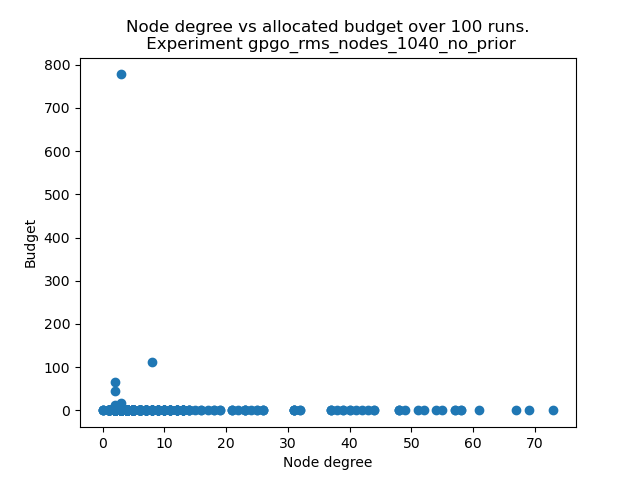 Node degree vs allocated budget over 100 runs.
Experiment gpgo_rms_nodes_1040_no_prior
800
700
600
500
400
300
200
100
0
Budget
0 10 20 30 40 50 60 70
Node degree